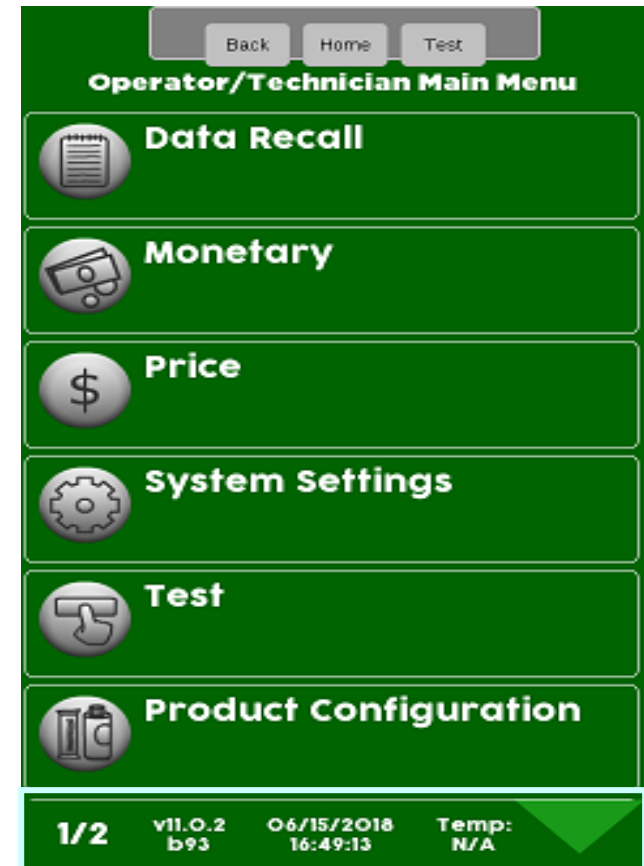 Back Home Test
Operator/Technician Main Menu
Data Recall
Monetary
$
Price
System Settings
Test
Product Configuration
1/2 v11.0.2 06/15/2018 Temp:
b93 16:49:13 N/A